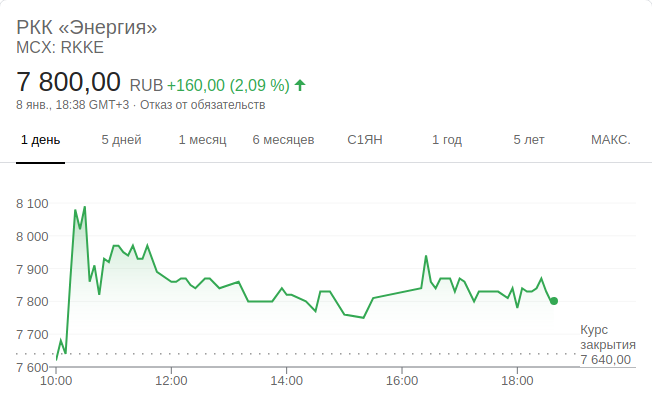 РКК «Энергия»
MCX: RKKE
7 800,00 RUB +160,00 (2,09 %)
8 янв., 18:38 GMT+3 · Отказ от обязательств
1 день 5 дней 1 месяц 6 месяцев С1ЯН 1 год 5 лет МАКС.
8 100
8 000
7 900
7 800
7 700
Курс
закрытия
7 640,00
7 600
10:00 12:00 14:00 16:00 18:00